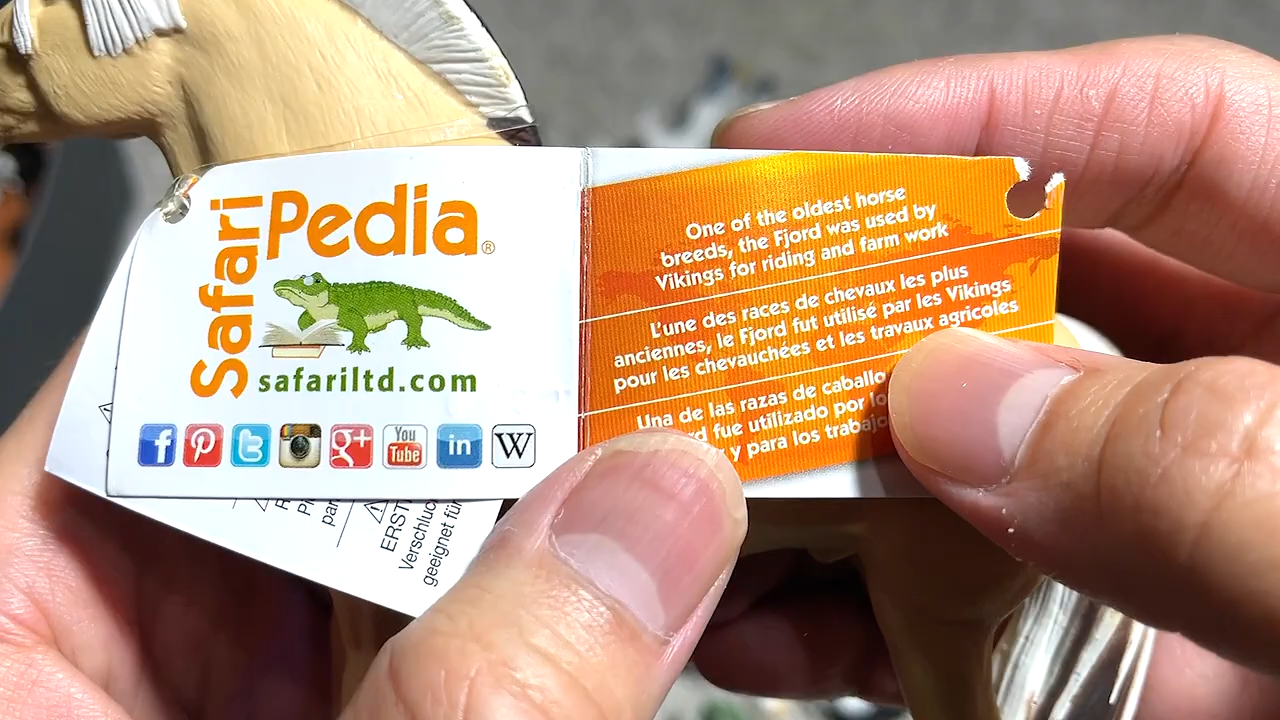 Safari
Pedia®
safariltd.com
f
g+
You
Tube
in
W
One of the oldest horse
breeds, the Fjord was used by
Vikings for riding and farm work
L'une des races de chevaux les plus
anciennes, le Fjord fut utilisé par les Vikings
pour les chevauchées et les travaux agricoles
Una de las razas de caballo
fue utilizado por
y para los
ERST
Verschluc
geeignet für